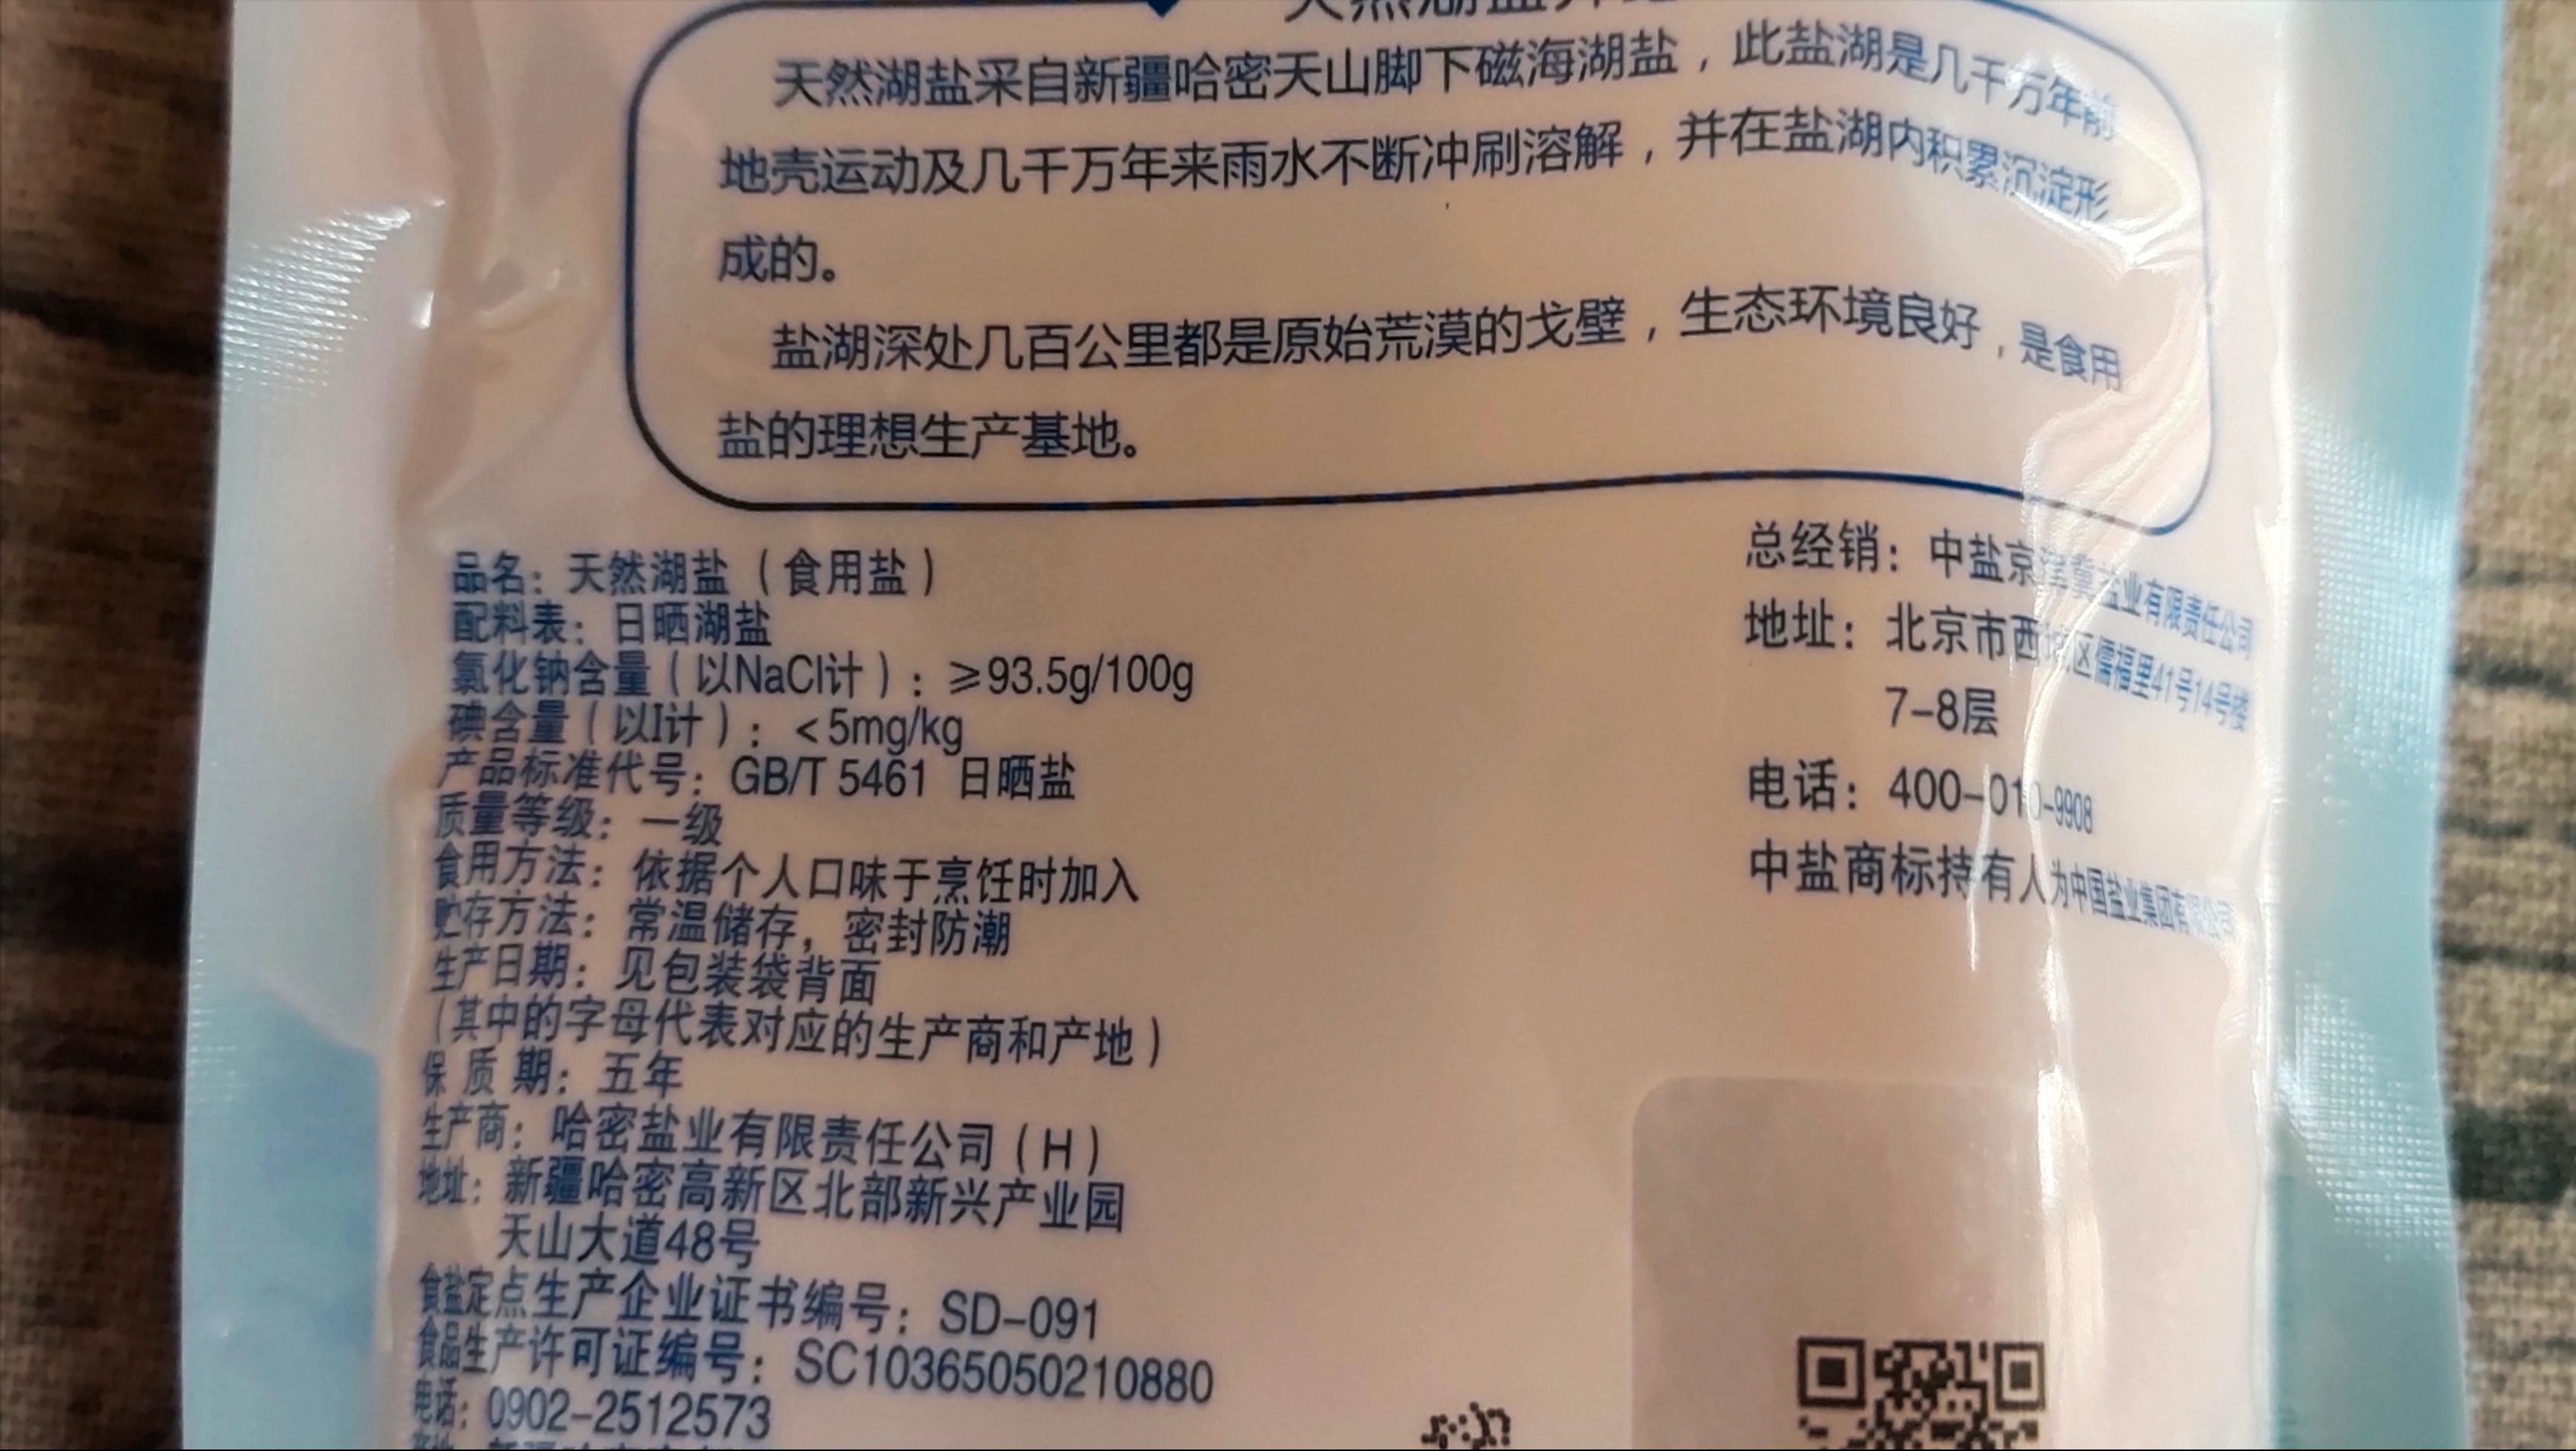 天然湖盐采自新疆哈密天山脚下磁海湖盐，此盐湖是几千万年前
地壳运动及几千万年来雨水不断冲刷溶解，并在盐湖内积累沉淀形
成的。
盐湖深处几百公里都是原始荒漠的戈壁，生态环境良好，是食用
盐的理想生产基地。
品名：天然湖盐（食用盐）
配料表：日晒湖盐
氯化钠含量（以NaCl计）：≥93.5g/100g
碘含量（以I计）：<5mg/kg
产品标准代号：GB/T 5461 日晒盐
质量等级：一级
食用方法：依据个人口味于烹饪时加入
贮存方法：常温储存，密封防潮
生产日期：见包装袋背面
（其中的字母代表对应的生产商和产地）
保质期：五年
生产商：哈密盐业有限责任公司（H）
地址：新疆哈密高新区北部新兴产业园
天山大道48号
食盐定点生产企业证书编号：SD-091
食品生产许可证编号：SC10365050210880
电话：0902-2512573
总经销：中盐京津冀盐业有限责任公司
地址：北京市西城区儒福里41号14号楼
7-8层
电话：400-010-9908
中盐商标持有人为中国盐业集团有限公司